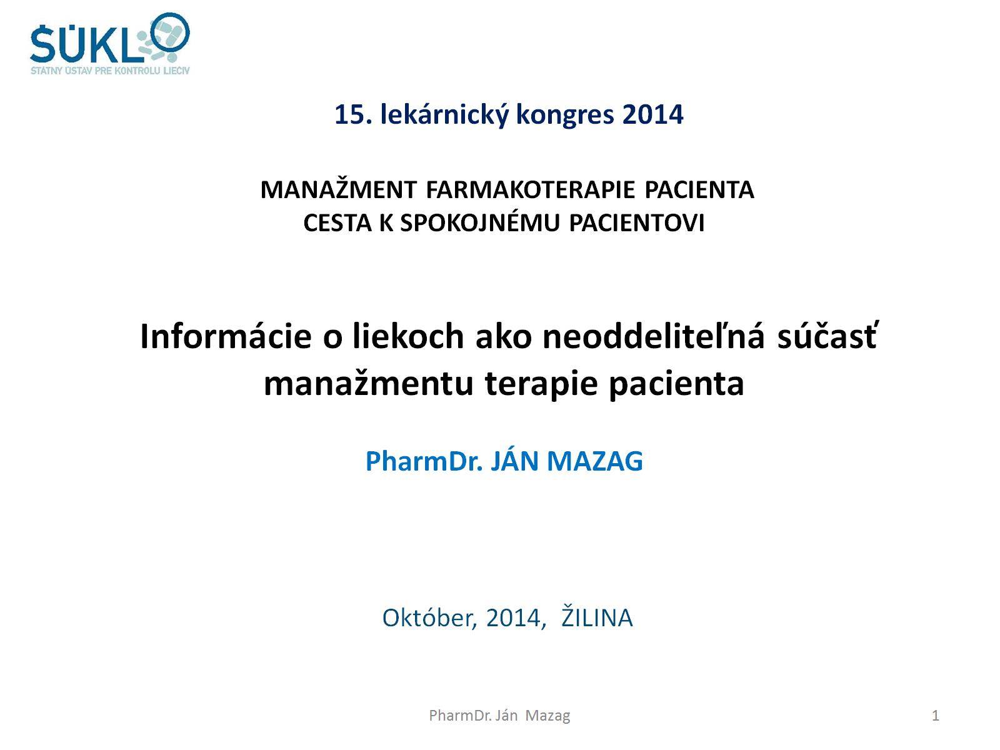 ŠÚKL
ŠTÁTNY ÚSTAV PRE KONTROLU LIEČIV
15. lekárnický kongres 2014
MANAŽMENT FARMAKOTERAPIE PACIENTA
CESTA K SPOKOJNÉMU PACIENTOVI
Informácie o liekoch ako neoddeliteľná súčasť
manažmentu terapie pacienta
PharmDr. JÁN MAZAG
Október, 2014, ŽILINA
PharmDr. Ján Mazag
1